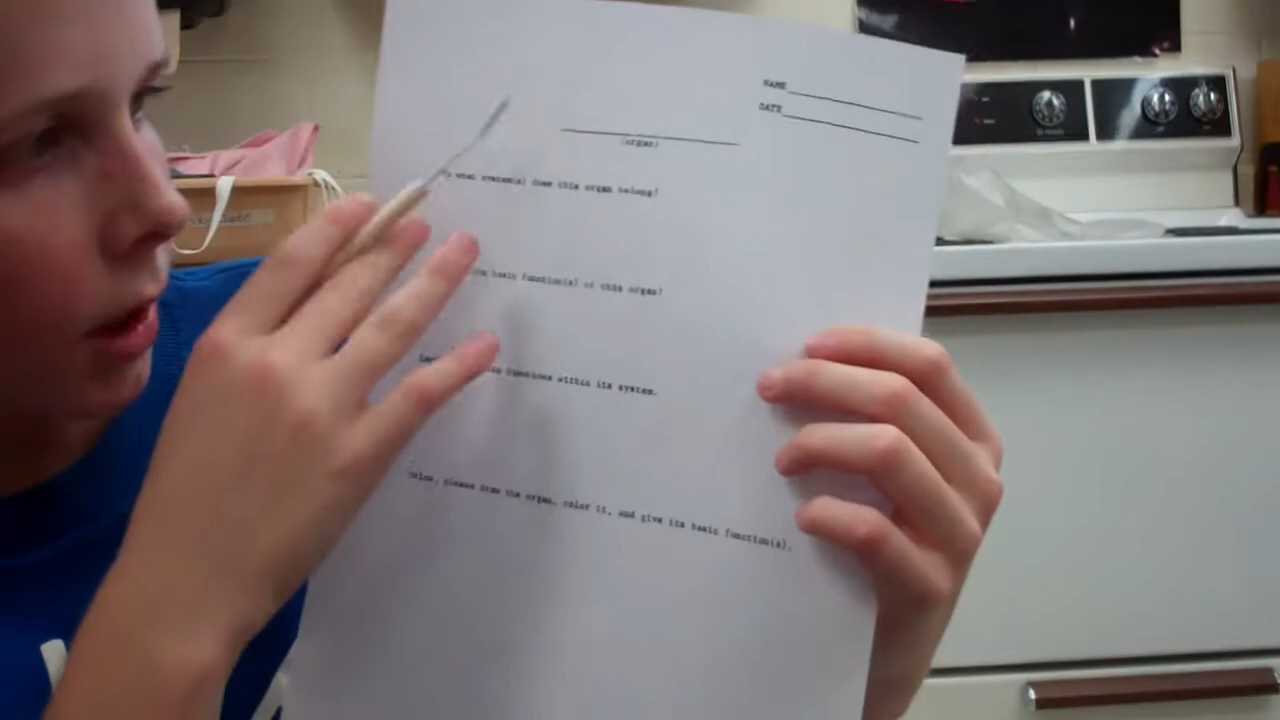 NAME
DATE
(organ)
what system(s) does this organ belong?
basic function(s) of this organ?
functions within its system.
below, please draw the organ, color it, and give its basic function(s).